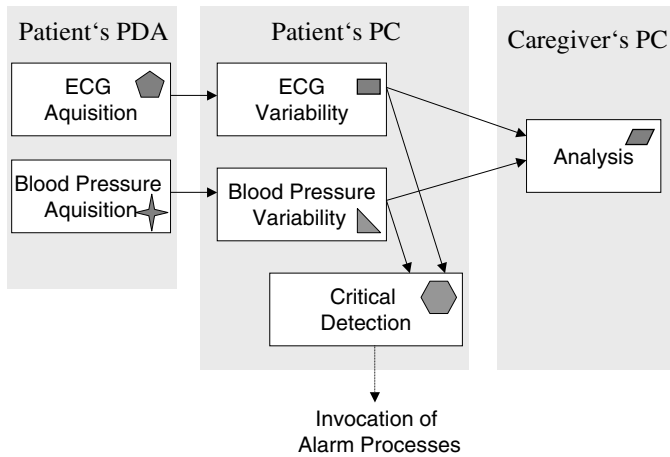 Patient‘s PDA
Patient‘s PC
Caregiver‘s PC
ECG
Aquisition
ECG
Variability
Analysis
Blood Pressure
Aquisition
Blood Pressure
Variability
Critical
Detection
Invocation of
Alarm Processes